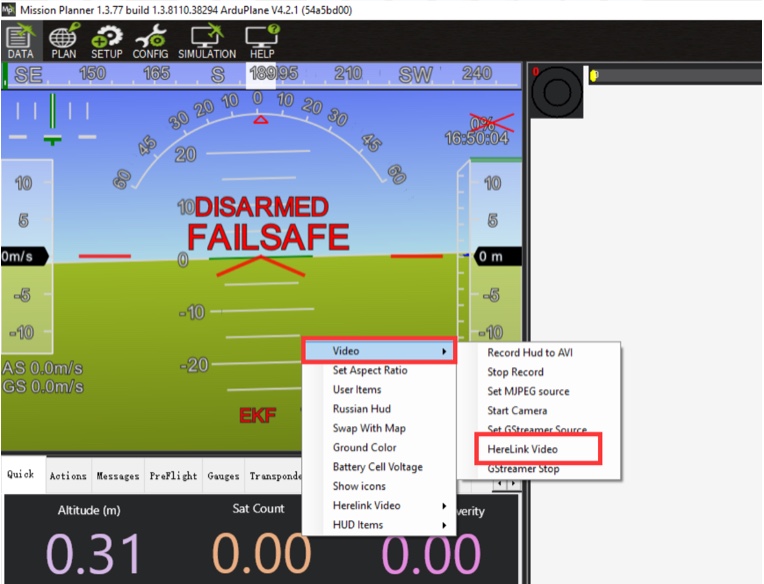 Mission Planner 1.3.77 build 1.3.8110.38294 ArduPlane V4.2.1 (54a5bd00)
DATA PLAN SETUP CONFIG SIMULATION HELP
SE 150 165 S 189 95 210 SW 240
0
60 45 30 20 10 0 10 20 30 45 60
0%
16:50:04
20
10 10 10
DISARMED
5 5
FAILSAFE
0m/s 0 0 m
-5 -5
-10 -10 -10
-20
AS 0.0m/s
GS 0.0m/s
EKF
Video
Set Aspect Ratio
User Items
Russian Hud
Swap With Map
Ground Color
Battery Cell Voltage
Show icons
Herelink Video
HUD Items
Record Hud to AVI
Stop Record
Set MJPEG source
Start Camera
Set GStreamer Source
HereLink Video
GStreamer Stop
Quick Actions Messages PreFlight Gauges Transponde
Altitude (m) Sat Count verity
0.31 0.00 0.00